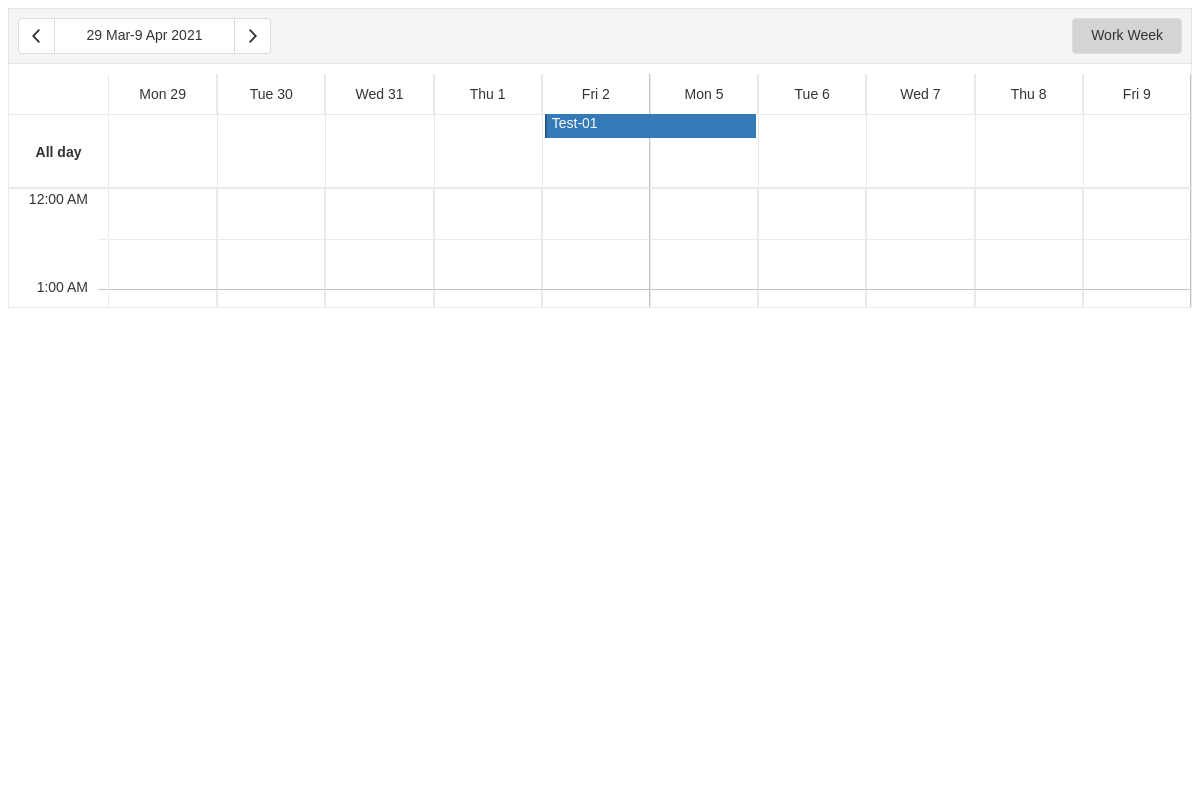 29 Mar-9 Apr 2021 Work Week
Mon 29 Tue 30 Wed 31 Thu 1 Fri 2 Mon 5 Tue 6 Wed 7 Thu 8 Fri 9
Test-01
All day
12:00 AM
1:00 AM